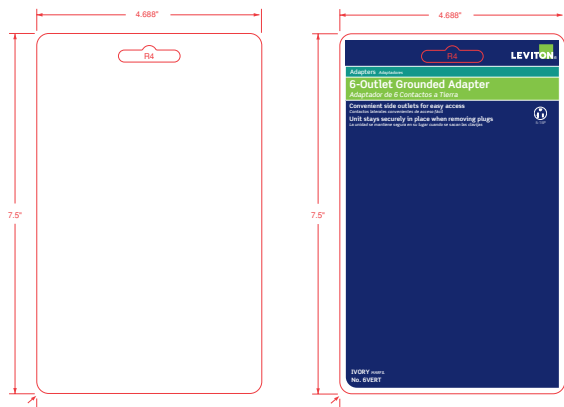 4.688"
4.688"
R4
R4
LEVITON®
7.5"
7.5"
Adapters Adaptadores
6-Outlet Grounded Adapter
Adaptador de 6 Contactos a Tierra
Convenient side outlets for easy access
Contactos laterales convenientes de acceso fácil
Unit stays securely in place when removing plugs
La unidad se mantiene segura en su lugar cuando se sacan las clavijas
IVORY MARFIL
No. 6VERT